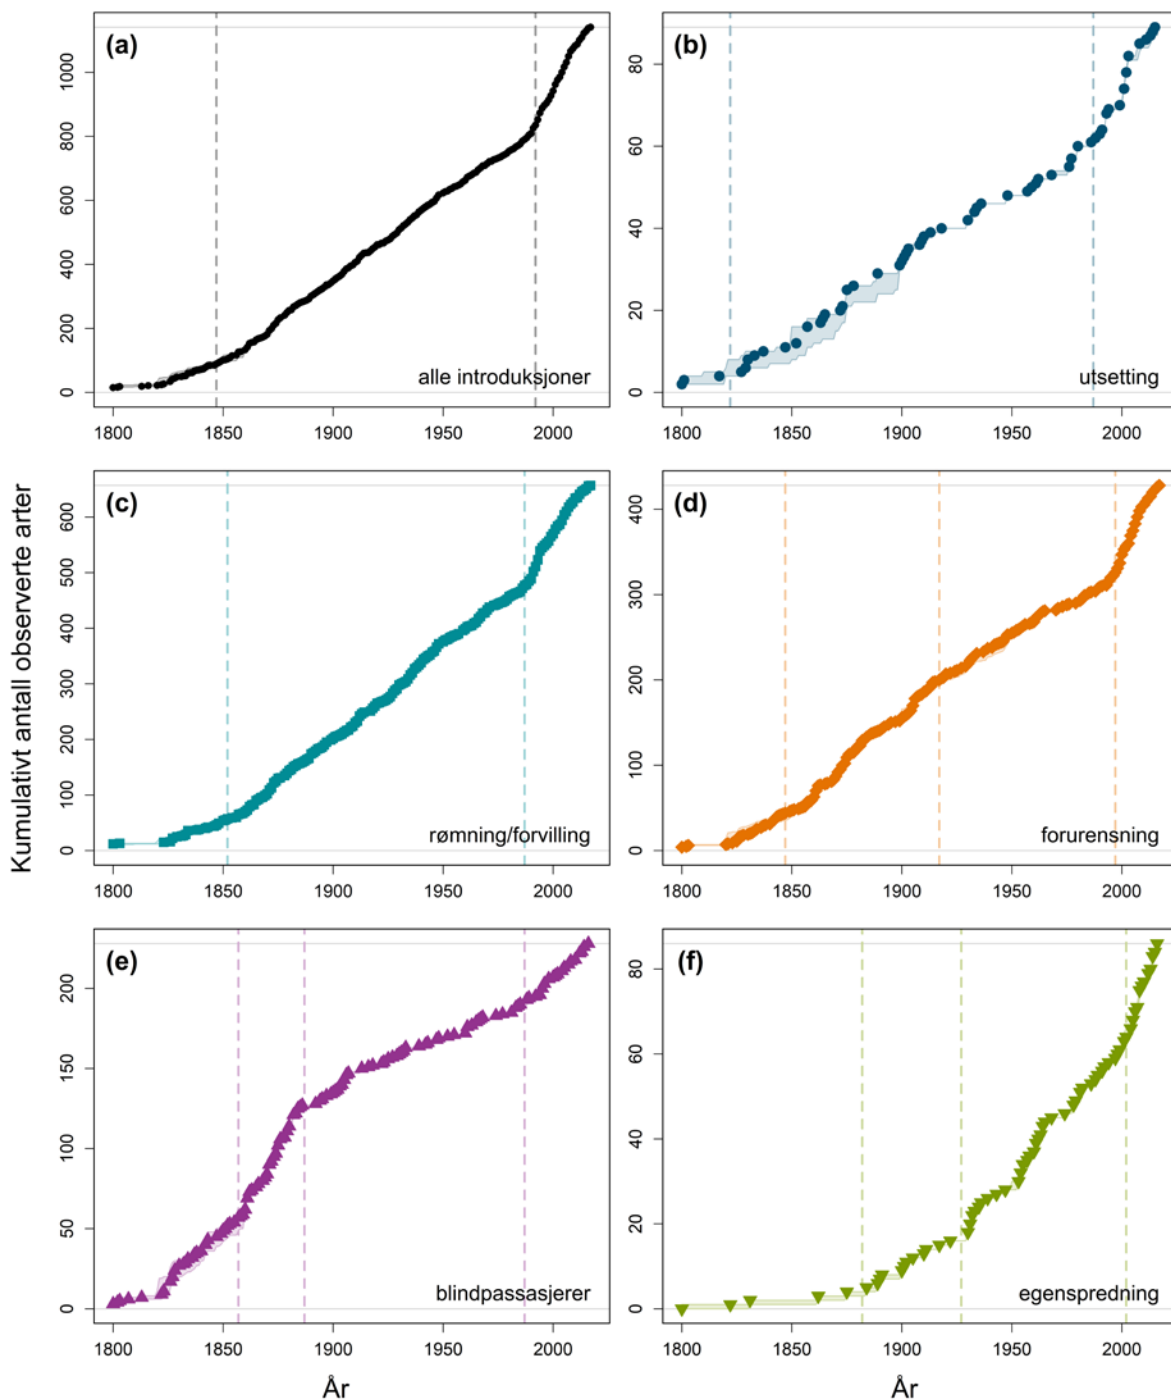 (a)
0 200 400 600 800 1000
alle introduksjoner
1800 1850 1900 1950 2000
(b)
0 20 40 60 80
utsetting
1800 1850 1900 1950 2000
Kumulativt antall observerte arter
(c)
0 100 200 300 400 500 600
rømning/forvilling
1800 1850 1900 1950 2000
(d)
0 100 200 300 400
forurensning
1800 1850 1900 1950 2000
(e)
0 50 100 150 200
blindpassasjerer
1800 1850 1900 1950 2000
År
(f)
0 20 40 60 80
egenspredning
1800 1850 1900 1950 2000
År